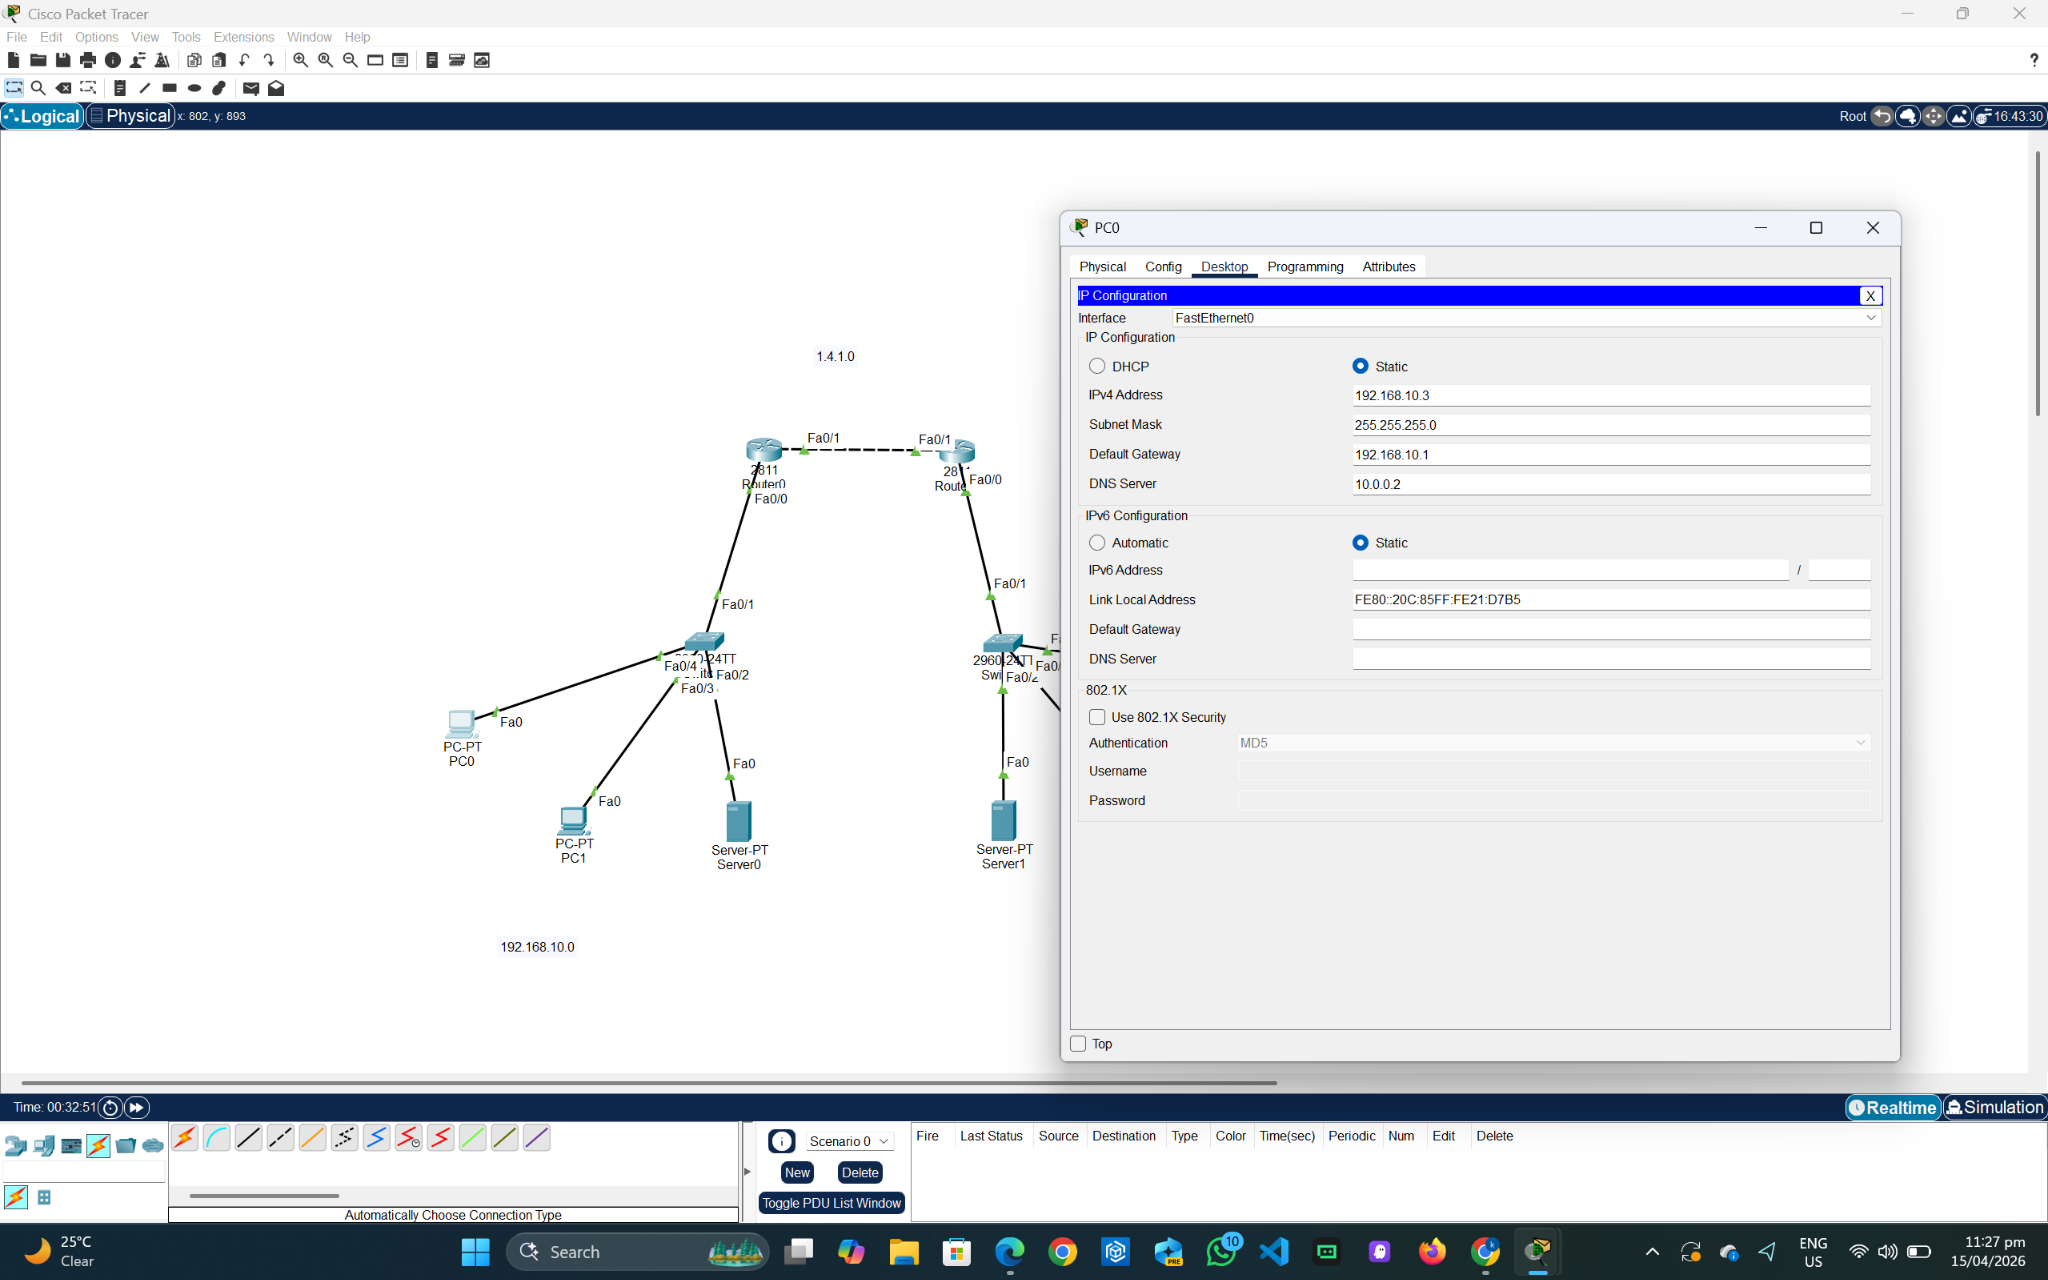 Cisco Packet Tracer
File Edit Options View Tools Extensions Window Help
?
Logical Physical x: 802, y: 893 Root 16:43:30
1.4.1.0
Fa0/1 Fa0/1
2811
Router0
Fa0/0
Fa0/0
Fa0/1
Fa0/1
Fa0/4
Fa0/2
Fa0/3
2960-24TT
Fa0/2
Fa0
PC-PT
PC0
Fa0
PC-PT
PC1
Fa0
Server-PT
Server0
Fa0
Server-PT
Server1
192.168.10.0
PC0
Physical Config Desktop Programming Attributes
IP Configuration X
Interface FastEthernet0
IP Configuration
DHCP Static
IPv4 Address 192.168.10.3
Subnet Mask 255.255.255.0
Default Gateway 192.168.10.1
DNS Server 10.0.0.2
IPv6 Configuration
Automatic Static
IPv6 Address /
Link Local Address FE80::20C:85FF:FE21:D7B5
Default Gateway
DNS Server
802.1X
Use 802.1X Security
Authentication MD5
Username
Password
Top
Time: 00:32:51 Realtime Simulation
Scenario 0
New Delete
Toggle PDU List Window
Fire Last Status Source Destination Type Color Time(sec) Periodic Num Edit Delete
Automatically Choose Connection Type
25°C
Clear
Search
PRE
10
ENG
US
11:27 pm
15/04/2026